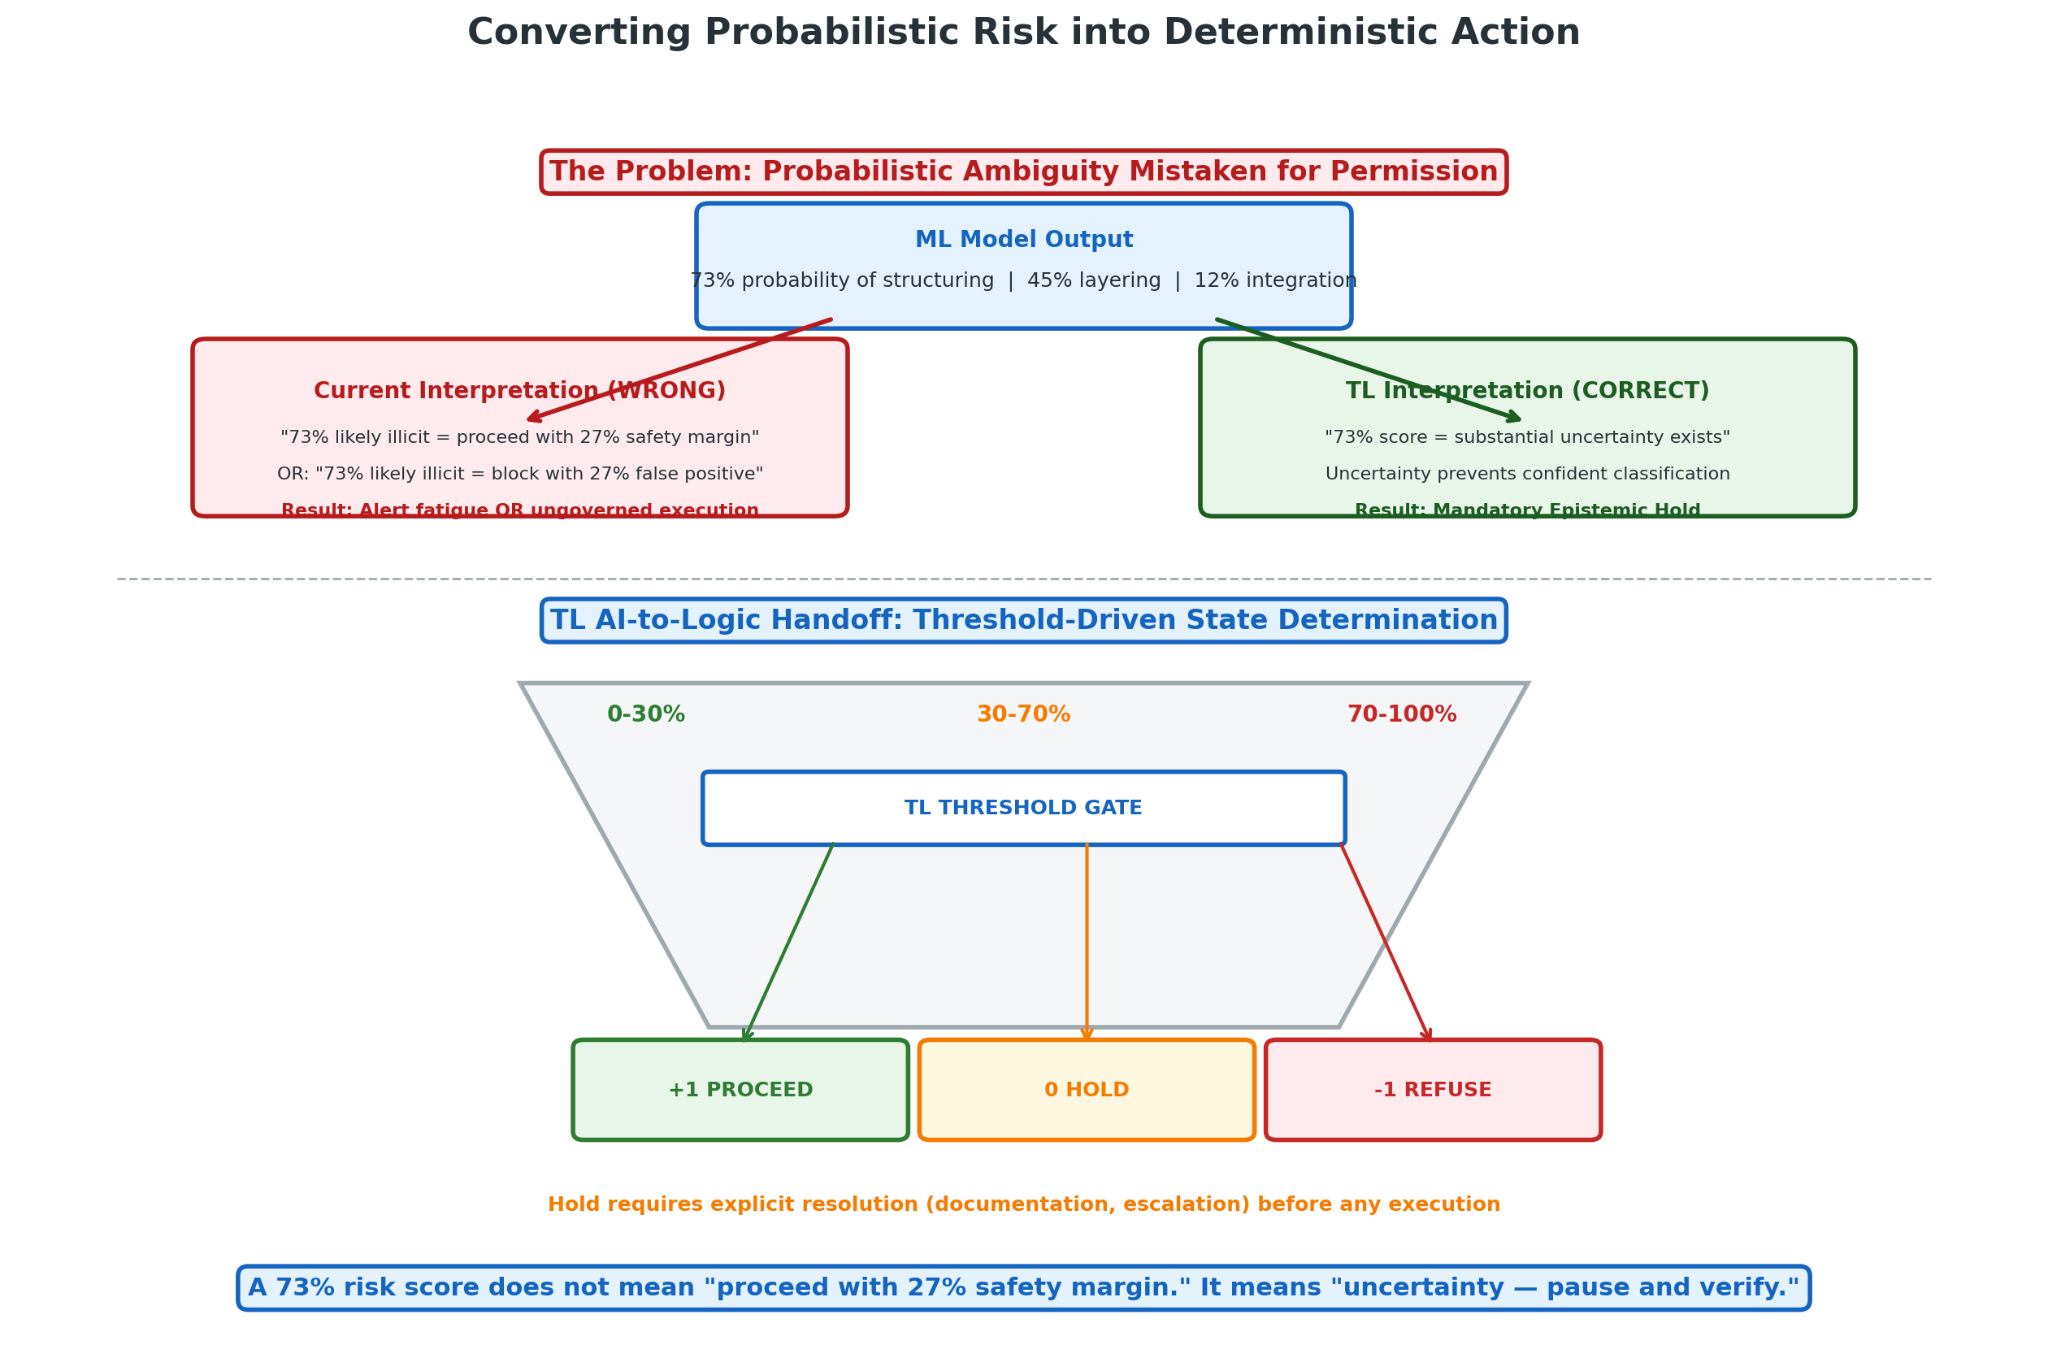 Converting Probabilistic Risk into Deterministic Action
The Problem: Probabilistic Ambiguity Mistaken for Permission
ML Model Output
73% probability of structuring | 45% layering | 12% integration
Current Interpretation (WRONG)
"73% likely illicit = proceed with 27% safety margin"
OR: "73% likely illicit = block with 27% false positive"
Result: Alert fatigue OR ungoverned execution
TL Interpretation (CORRECT)
"73% score = substantial uncertainty exists"
Uncertainty prevents confident classification
Result: Mandatory Epistemic Hold
TL AI-to-Logic Handoff: Threshold-Driven State Determination
0-30%
30-70%
70-100%
TL THRESHOLD GATE
+1 PROCEED
0 HOLD
-1 REFUSE
Hold requires explicit resolution (documentation, escalation) before any execution
A 73% risk score does not mean "proceed with 27% safety margin." It means "uncertainty — pause and verify."